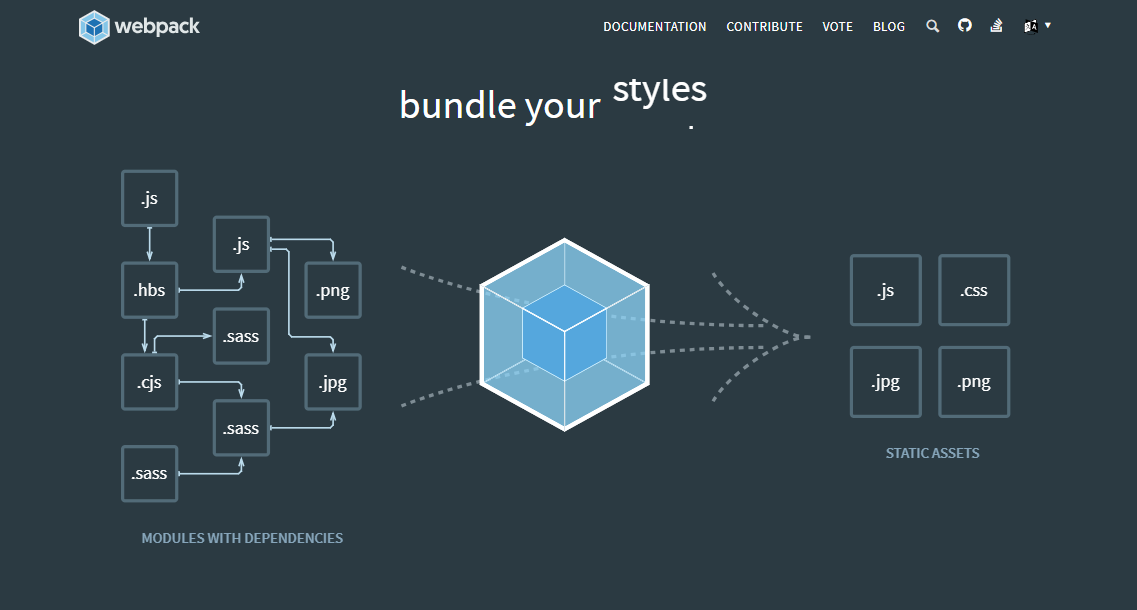 webpack
DOCUMENTATION CONTRIBUTE VOTE BLOG
bundle your styles
.js
.js
.hbs
.png
.sass
.cjs
.jpg
.sass
.sass
MODULES WITH DEPENDENCIES
.js .css
.jpg .png
STATIC ASSETS